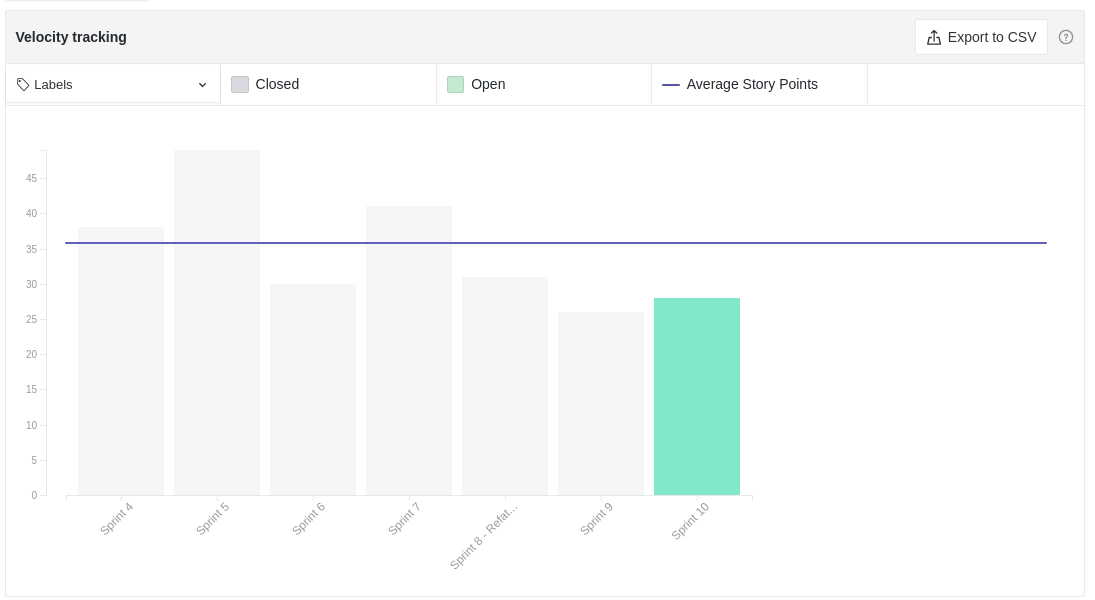 Velocity tracking
Export to CSV
?
Labels
Closed
Open
Average Story Points
45
40
35
30
25
20
15
10
5
0
Sprint 4
Sprint 5
Sprint 6
Sprint 7
Sprint 8 - Refat...
Sprint 9
Sprint 10